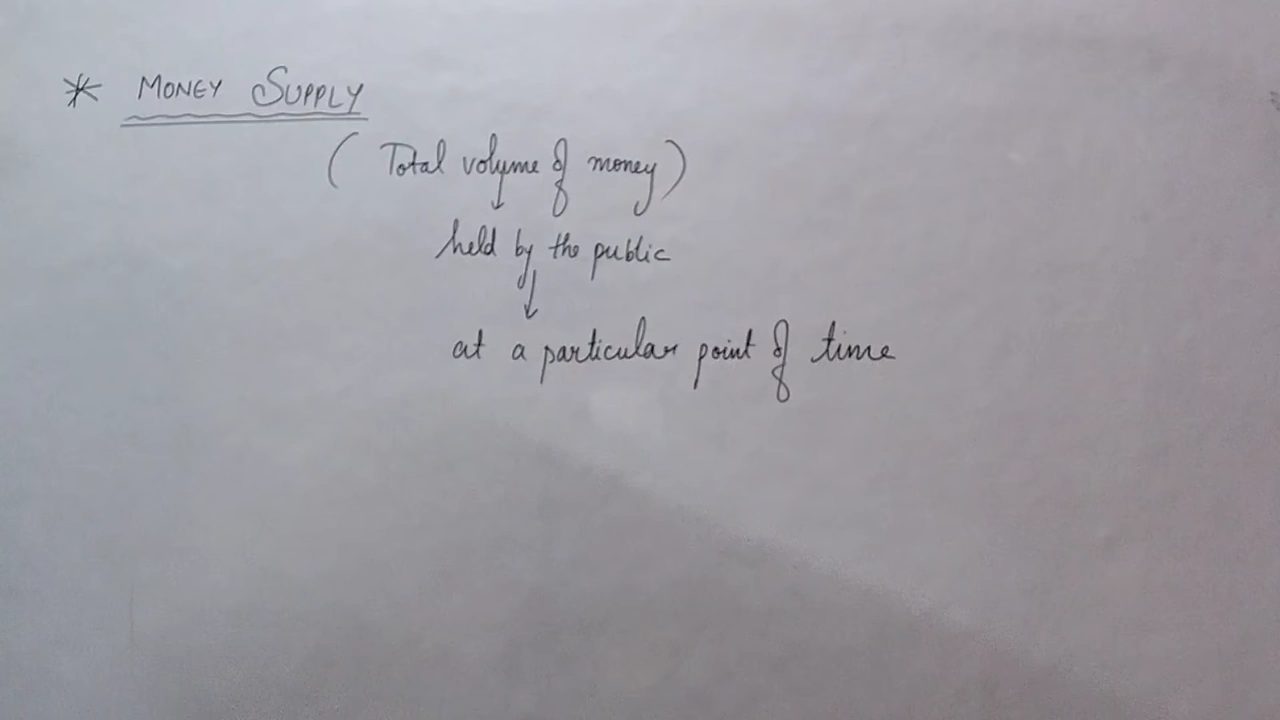 * MONEY SUPPLY
( Total volume of money )
↓
held by the public
↓
at a particular point of time